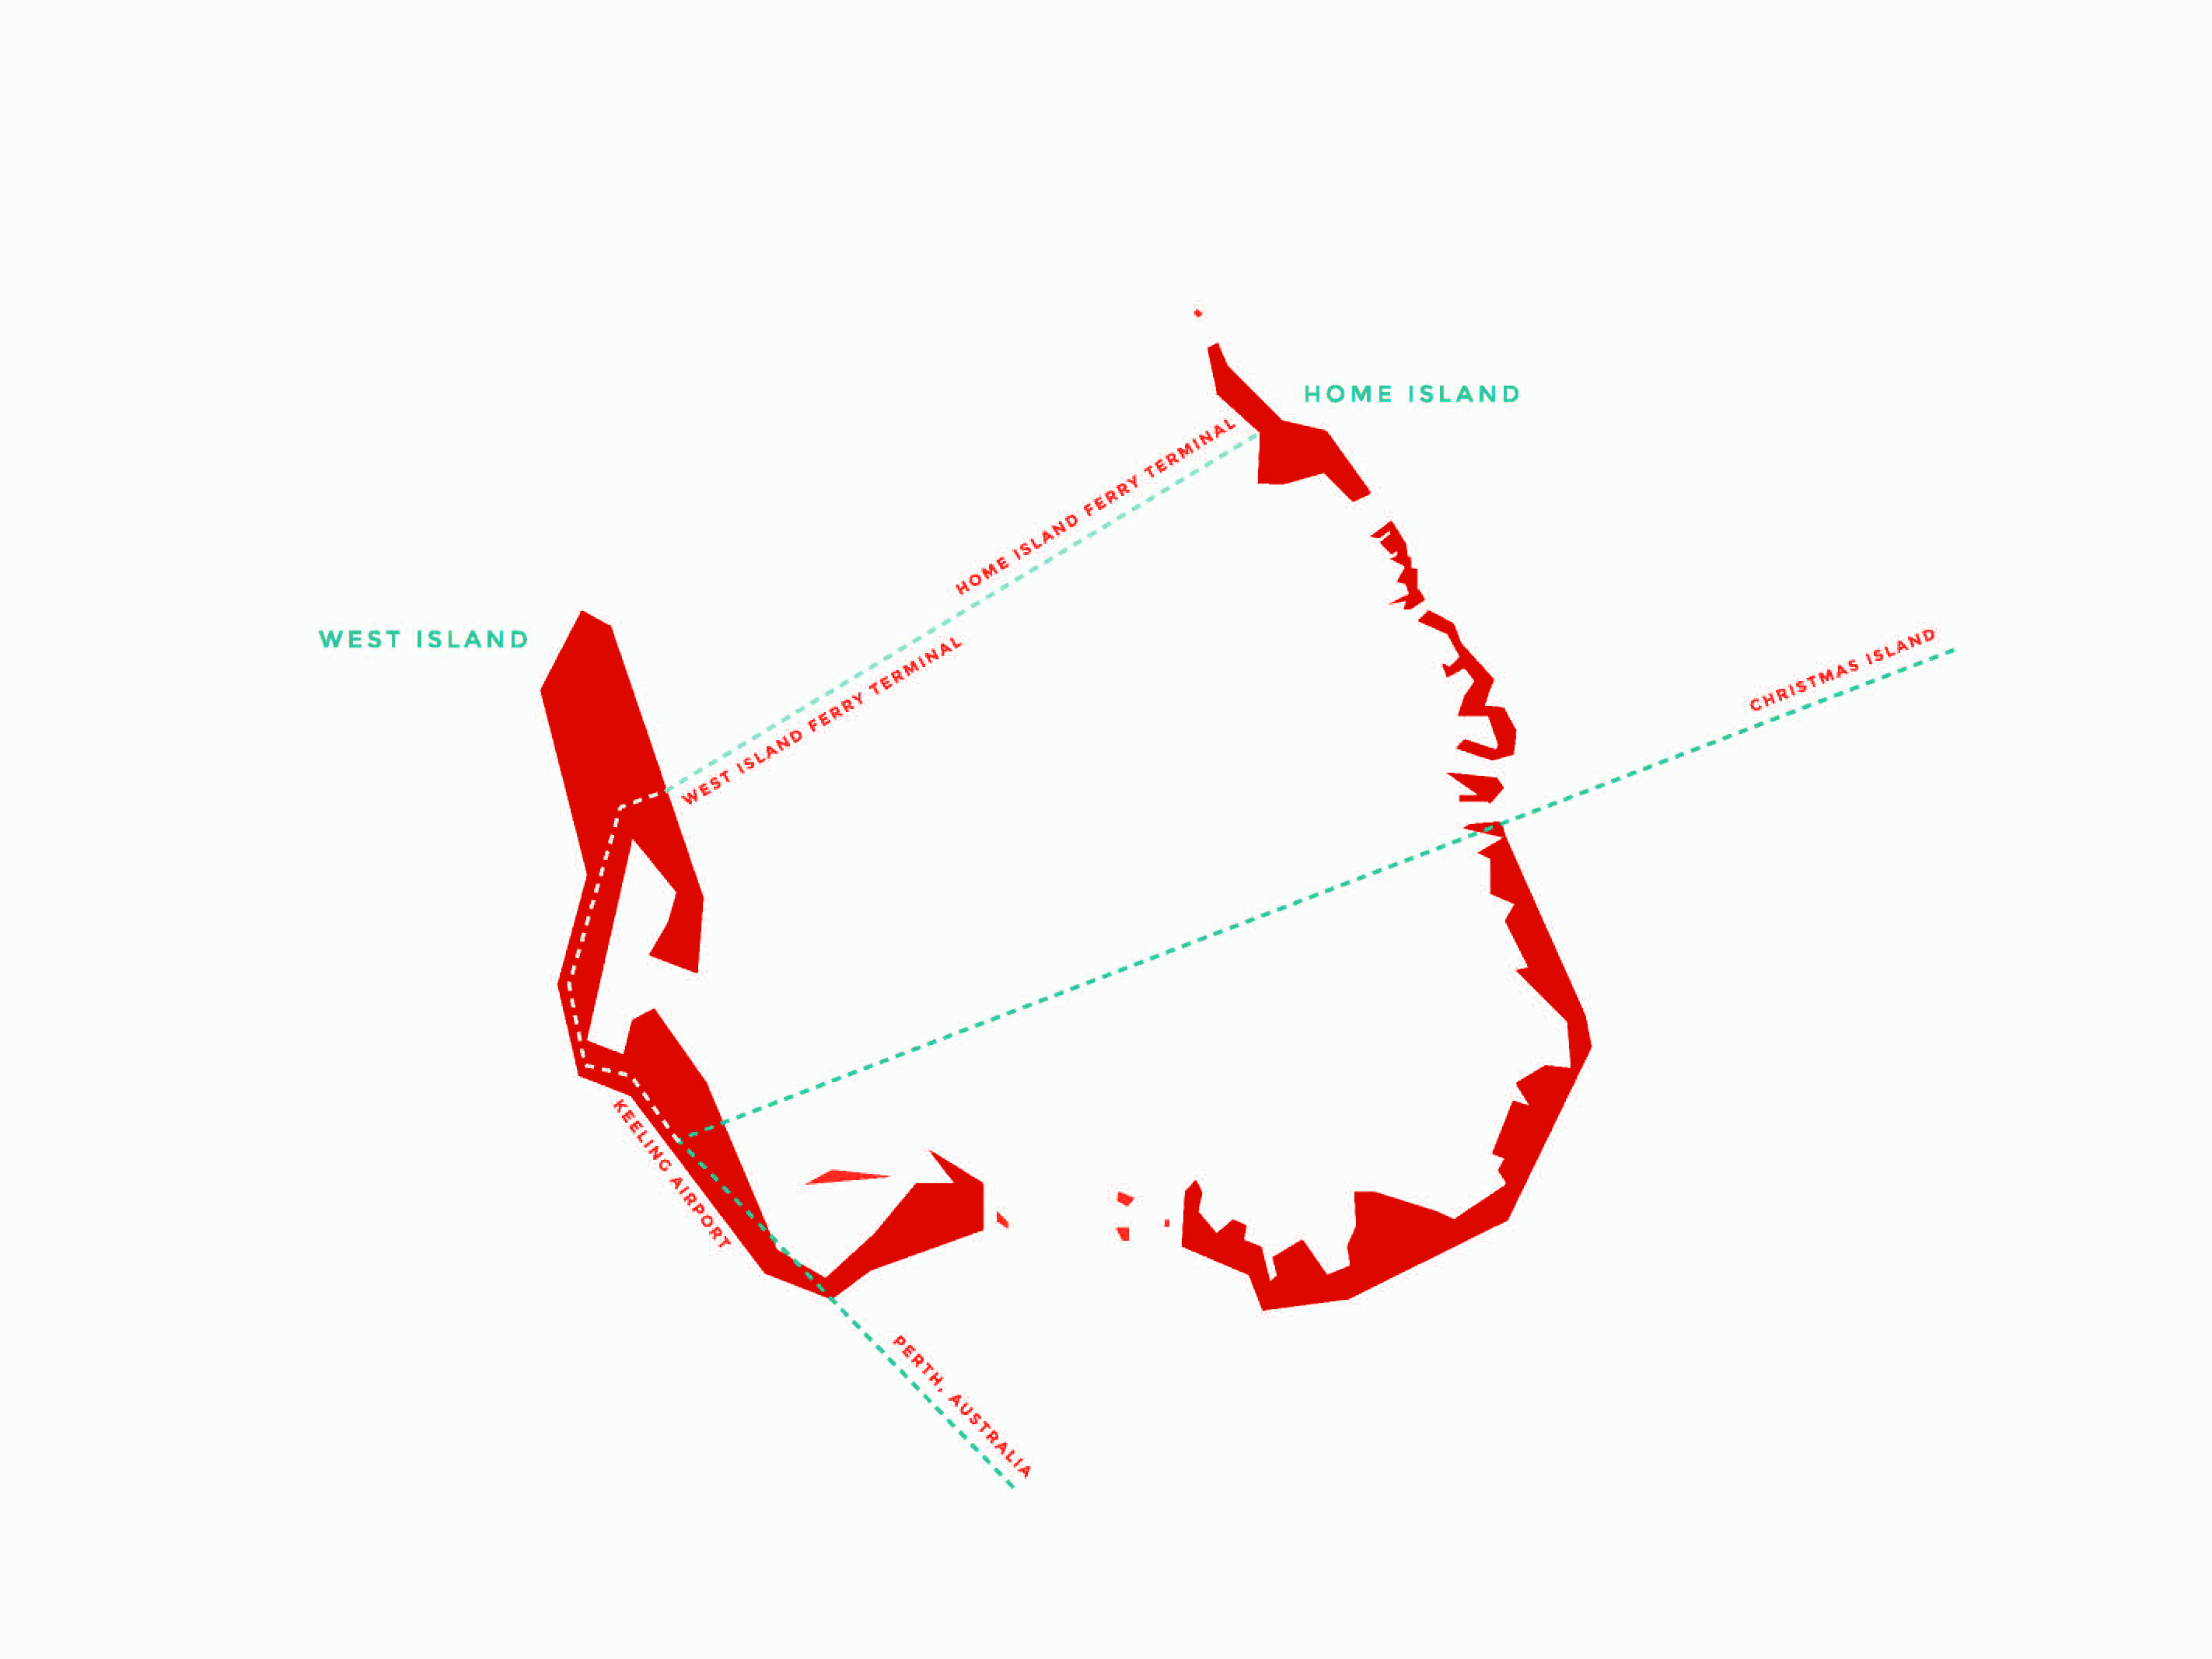 HOME ISLAND
HOME ISLAND FERRY TERMINAL
WEST ISLAND
WEST ISLAND FERRY TERMINAL
CHRISTMAS ISLAND
KEELING AIRPORT
PERTH, AUSTRALIA